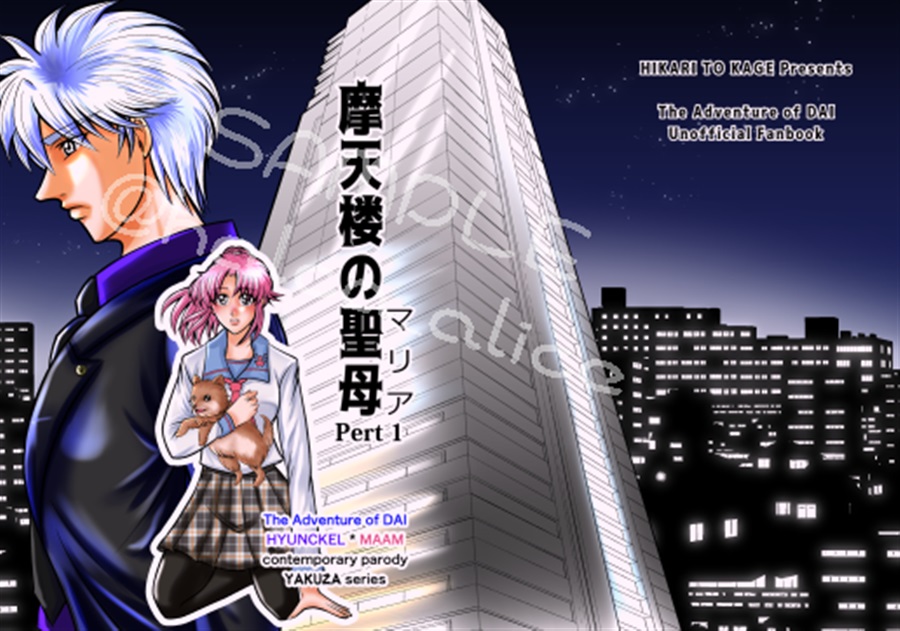 HIKARI TO KAGE Presents
The Adventure of DAI
Unofficial Fanbook
摩天楼の聖母
マリア
Pert 1
The Adventure of DAI
HYUNCKEL * MAAM
contemporary parody
YAKUZA series
SAMPLE
alice